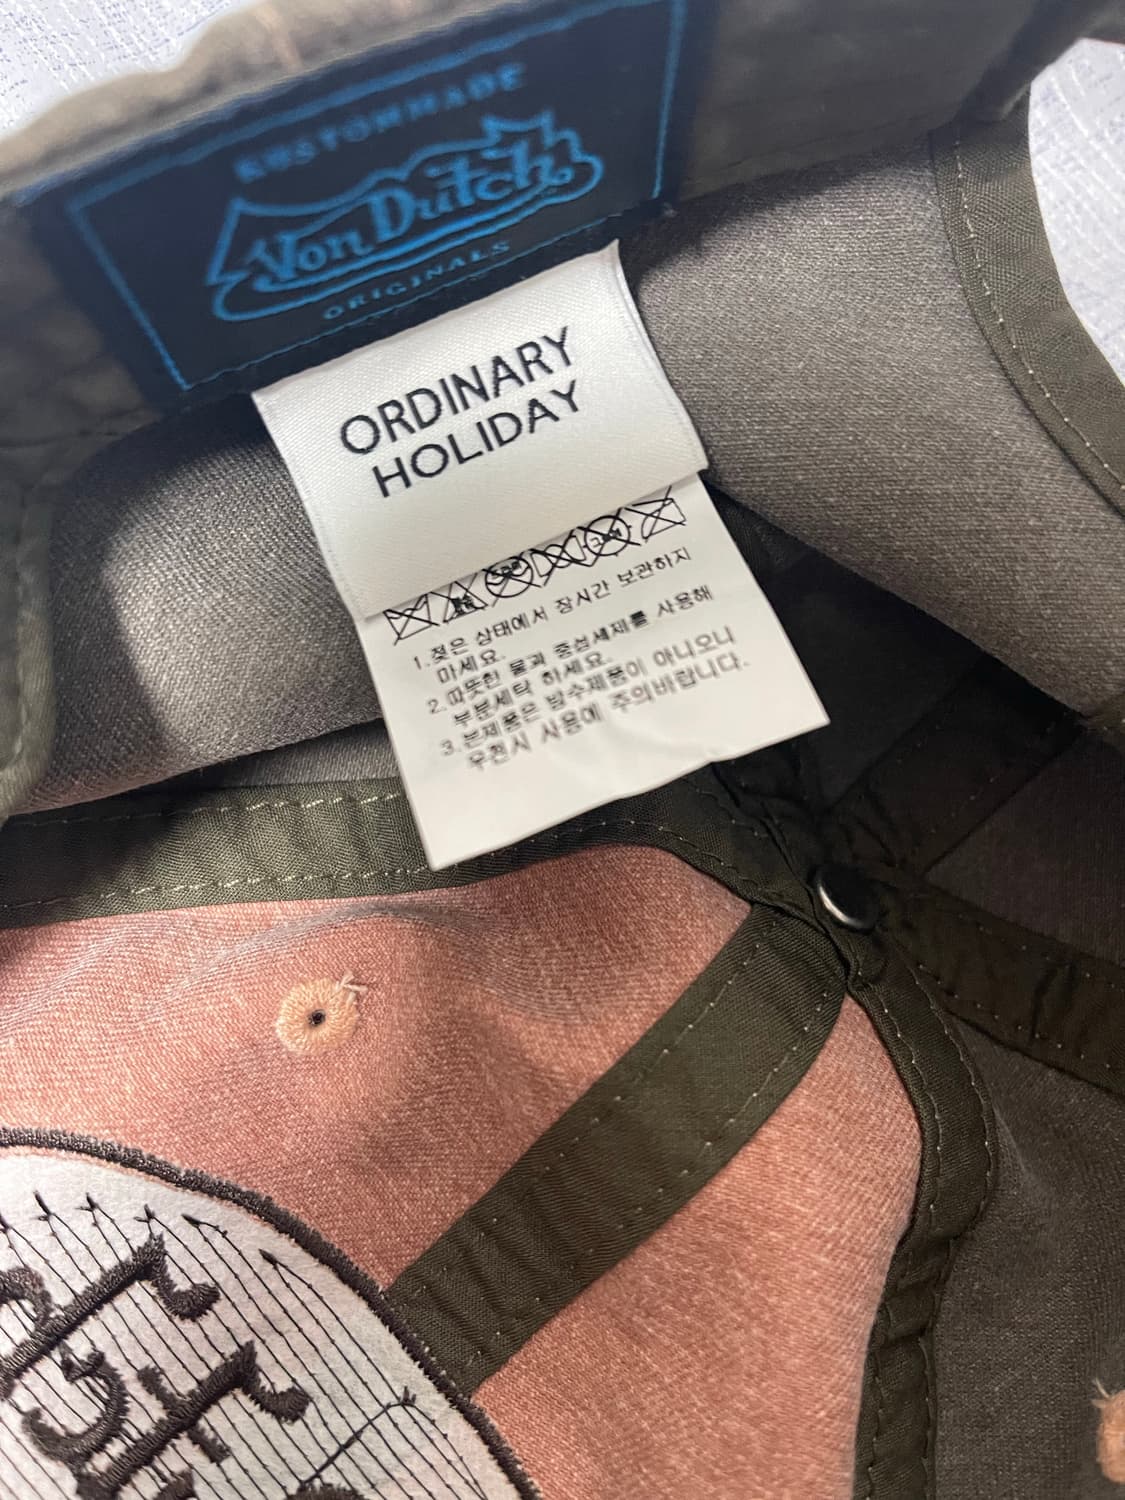 KUSTOMMADE
Von Dutch
ORIGINALS
ORDINARY
HOLIDAY
1.젖은 상태에서 장시간 보관하지
마세요.
2.따뜻한 물과 중성세제를 사용해
부분세탁 하세요.
3.본제품은 방수제품이 아니오니
우천시 사용에 주의바랍니다.